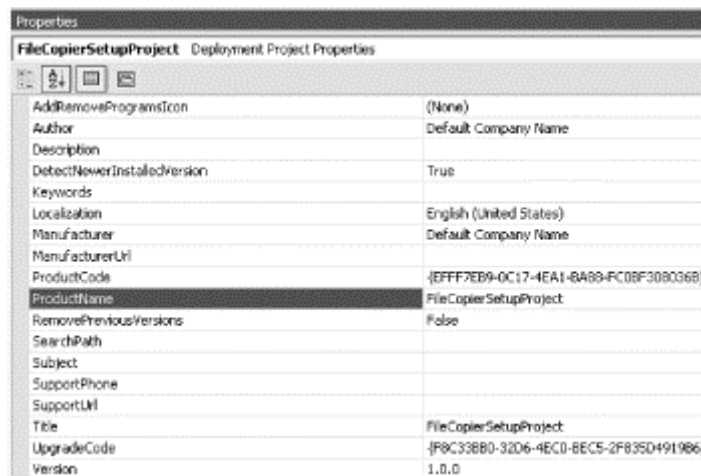 Properties
FileCopierSetupProject Deployment Project Properties
AddRemoveProgramsIcon (None)
Author Default Company Name
Description
DetectNewerInstalledVersion True
Keywords
Localization English (United States)
Manufacturer Default Company Name
ManufacturerUrl
ProductCode {EFFF7EB9-0C17-4EA1-BA88-FC0BF308036B}
ProductName FileCopierSetupProject
RemovePreviousVersions False
SearchPath
Subject
SupportPhone
SupportUrl
Title FileCopierSetupProject
UpgradeCode {F8C33BB0-32D6-4EC0-BEC5-2F835D4919B6
Version 1.0.0